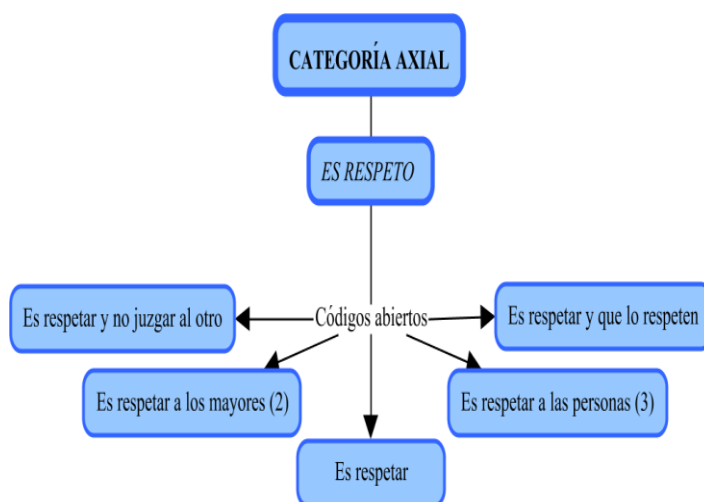 CATEGORÍA AXIAL
ES RESPETO
Códigos abiertos
Es respetar y no juzgar al otro
Es respetar y que lo respeten
Es respetar a los mayores (2)
Es respetar a las personas (3)
Es respetar